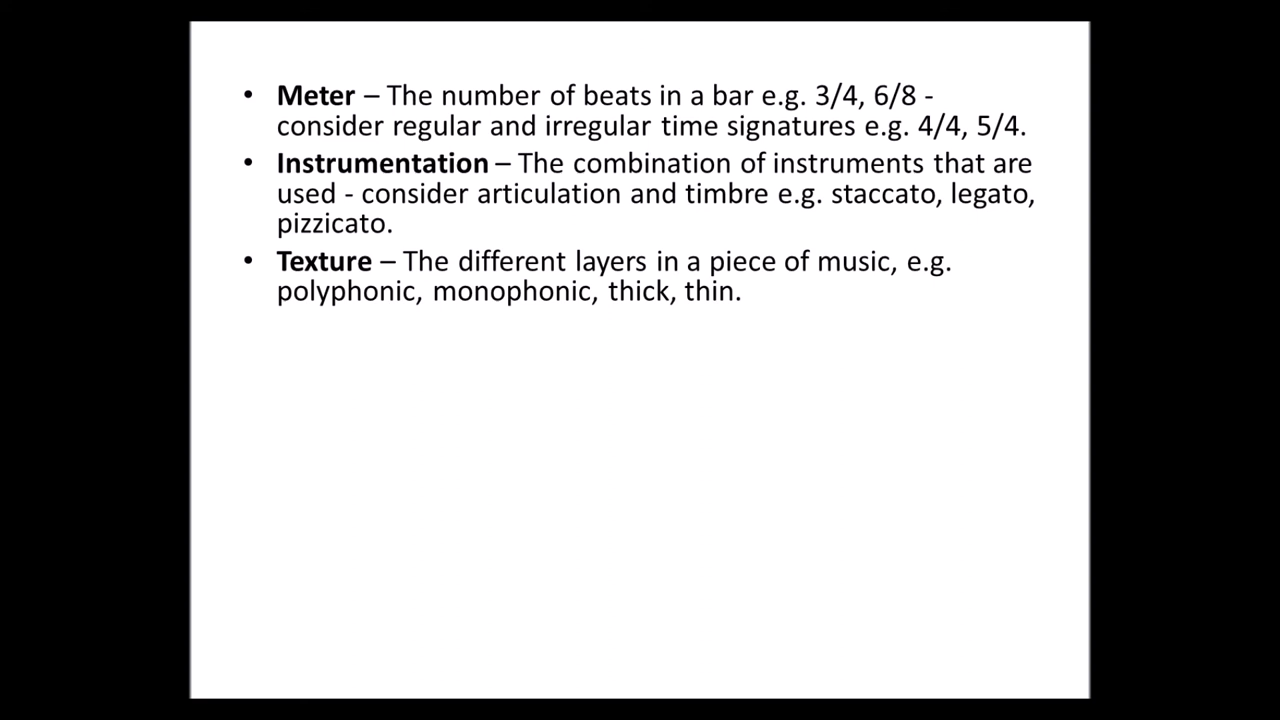 • Meter – The number of beats in a bar e.g. 3/4, 6/8 -
consider regular and irregular time signatures e.g. 4/4, 5/4.
• Instrumentation – The combination of instruments that are
used - consider articulation and timbre e.g. staccato, legato,
pizzicato.
• Texture – The different layers in a piece of music, e.g.
polyphonic, monophonic, thick, thin.